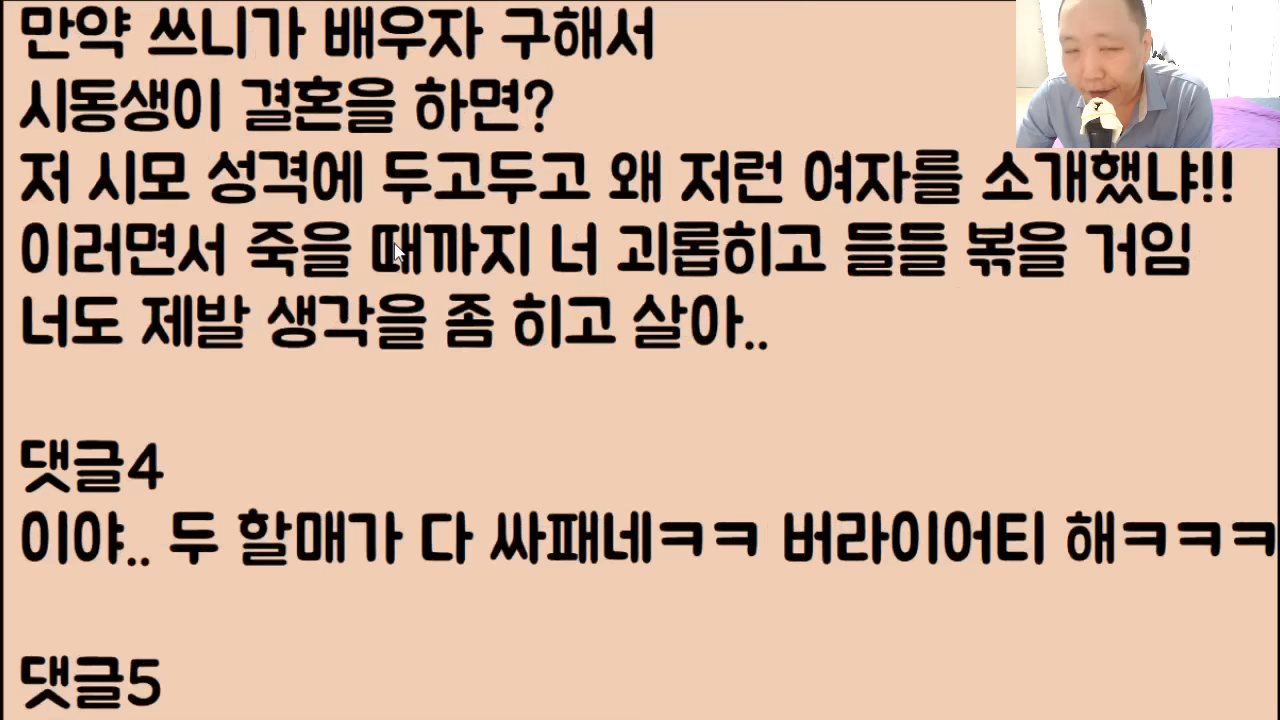 만약 쓰니가 배우자 구해서
시동생이 결혼을 하면?
저 시모 성격에 두고두고 왜 저런 여자를 소개했냐!!
이러면서 죽을 때까지 너 괴롭히고 들들 볶을 거임
너도 제발 생각을 좀 히고 살아..
댓글4
이야.. 두 할매가 다 싸패네ㅋㅋ 버라이어티 해ㅋㅋㅋ
댓글5